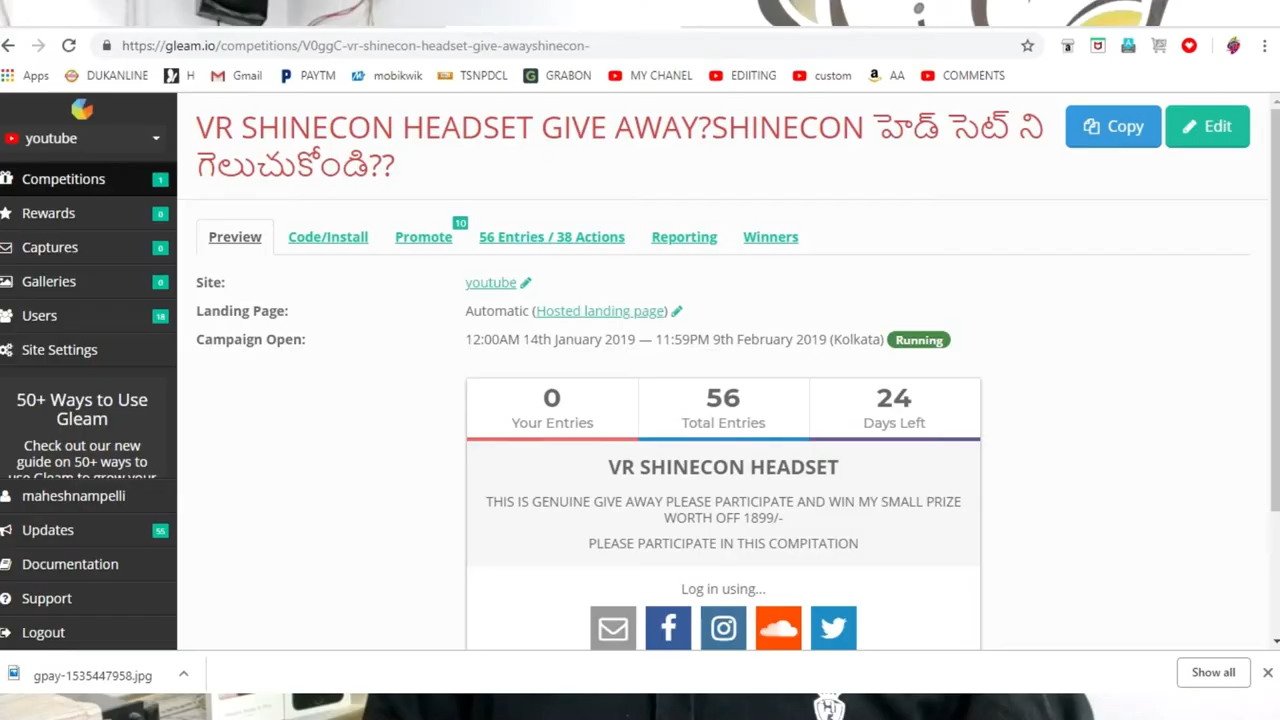 https://gleam.io/competitions/V0ggC-vr-shinecon-headset-give-awayshinecon-
Apps DUKANLINE H Gmail PAYTM mobikwik TSNPDCL GRABON MY CHANEL EDIITING custom AA COMMENTS
youtube
Competitions 1
Rewards 0
Captures 0
Galleries 0
Users 18
Site Settings
50+ Ways to Use
Gleam
Check out our new
guide on 50+ ways to
use Gleam to grow your
maheshnampelli
Updates 55
Documentation
Support
Logout
VR SHINECON HEADSET GIVE AWAY?SHINECON హెడ్ సెట్ ని
గెలుచుకోండి??
Copy Edit
Preview Code/Install Promote 10 56 Entries / 38 Actions Reporting Winners
Site: youtube
Landing Page: Automatic (Hosted landing page)
Campaign Open: 12:00AM 14th January 2019 — 11:59PM 9th February 2019 (Kolkata) Running
0 56 24
Your Entries Total Entries Days Left
VR SHINECON HEADSET
THIS IS GENUINE GIVE AWAY PLEASE PARTICIPATE AND WIN MY SMALL PRIZE
WORTH OFF 1899/-
PLEASE PARTICIPATE IN THIS COMPITATION
Log in using...
gpay-1535447958.jpg
Show all